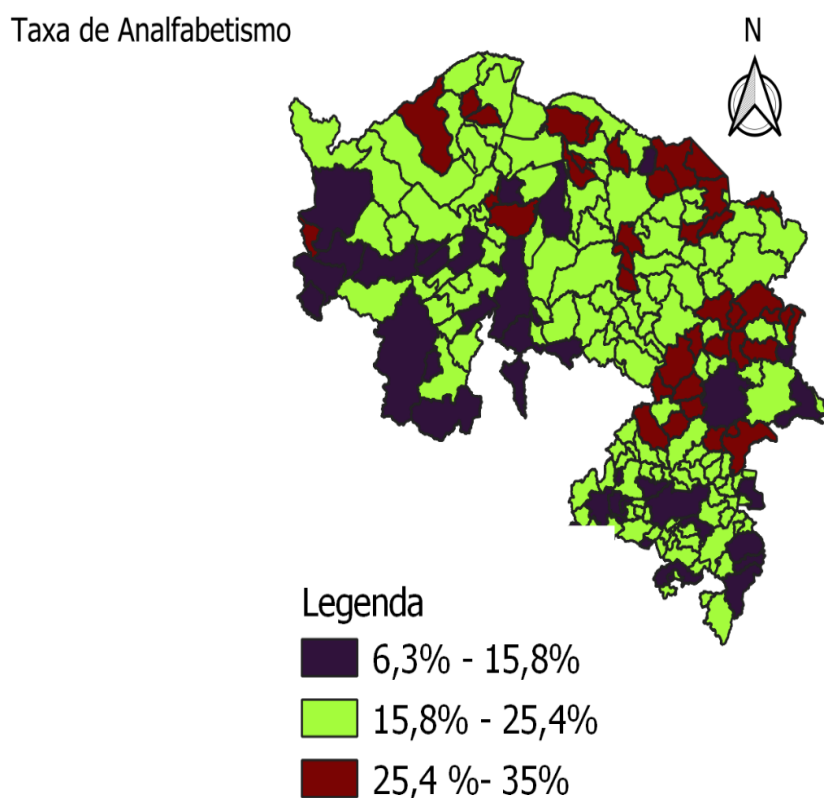 Taxa de Analfabetismo
N
Legenda
6,3% - 15,8%
15,8% - 25,4%
25,4 %- 35%